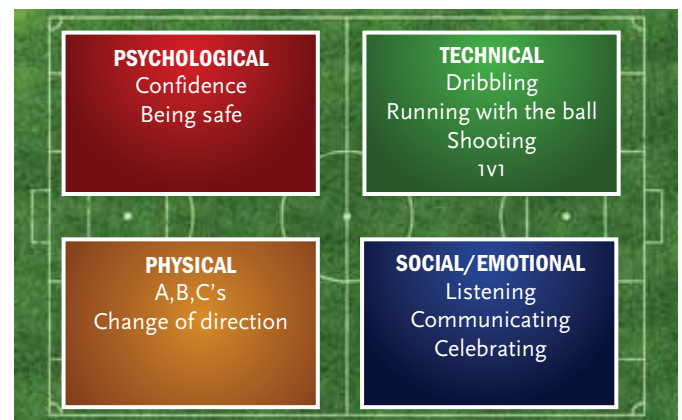 PSYCHOLOGICAL
Confidence
Being safe
TECHNICAL
Dribbling
Running with the ball
Shooting
1v1
PHYSICAL
A,B,C's
Change of direction
SOCIAL/EMOTIONAL
Listening
Communicating
Celebrating